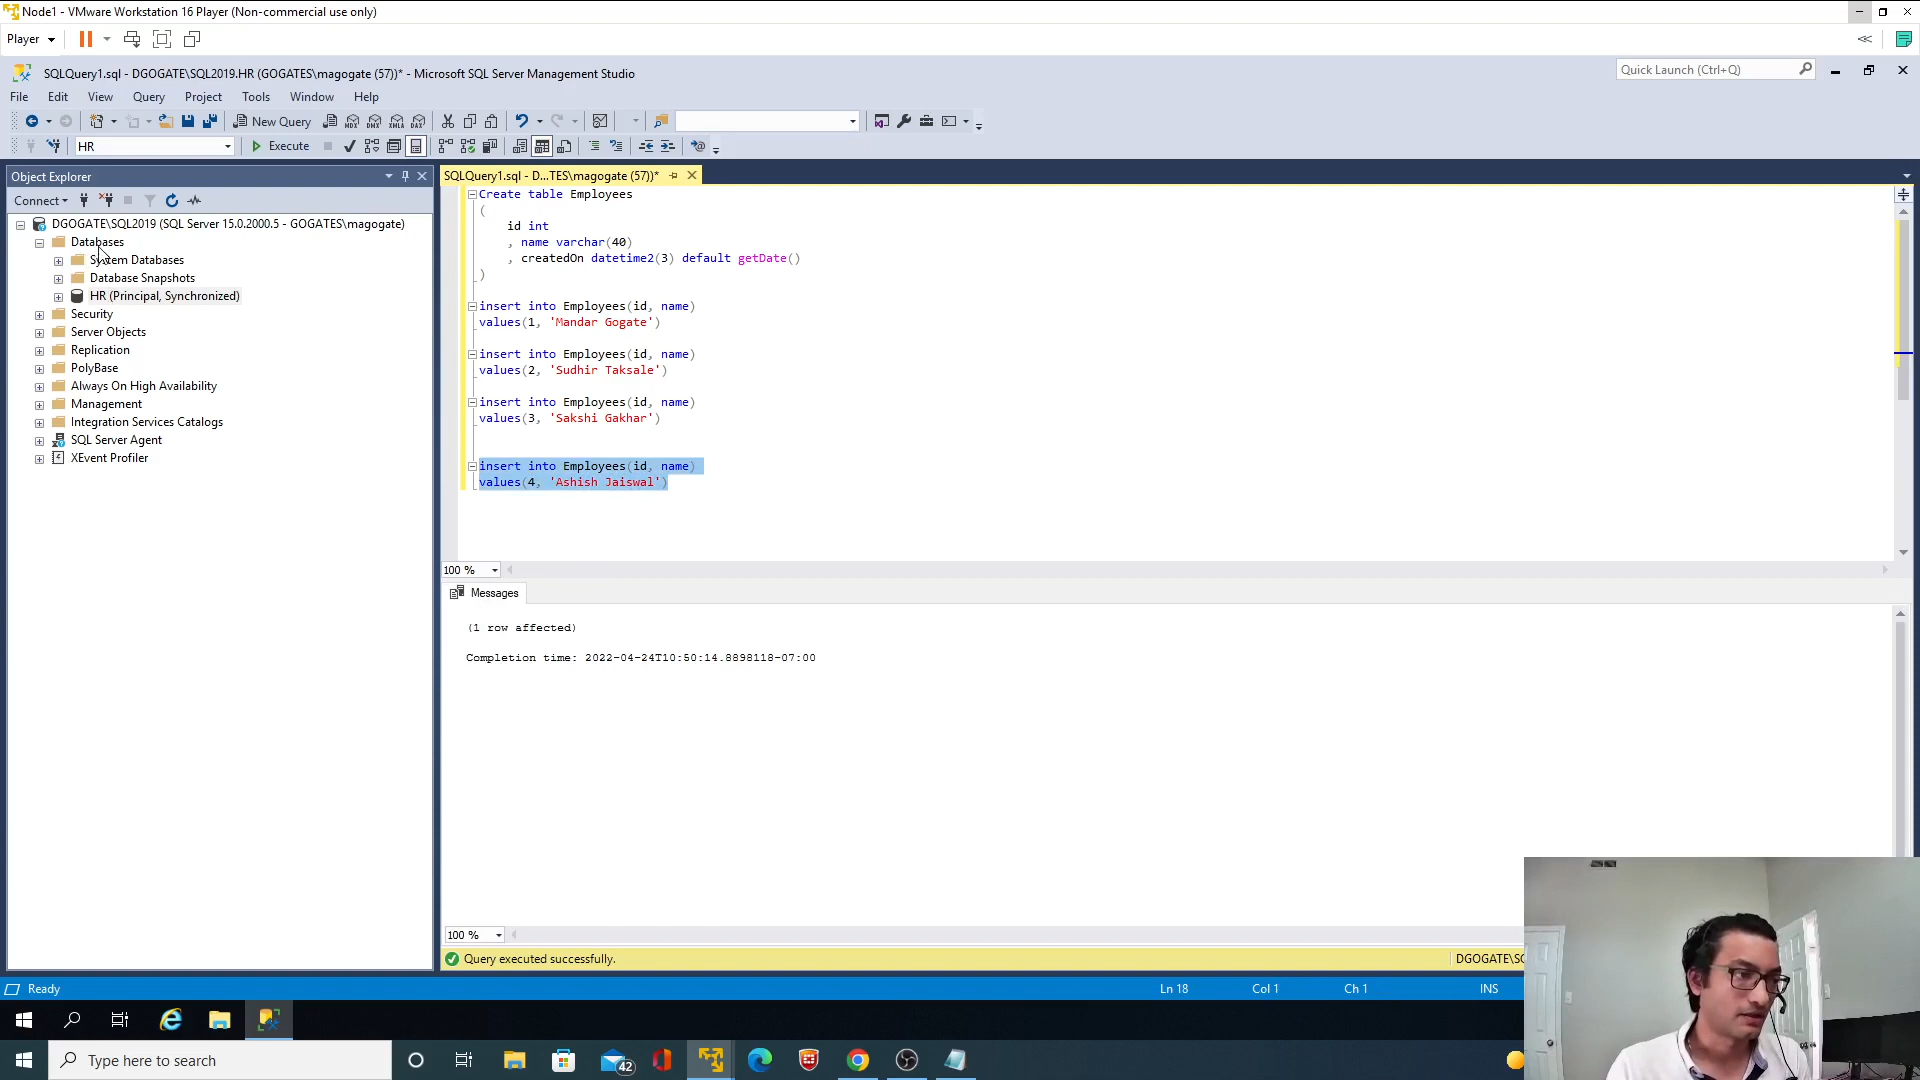 Node1 - VMware Workstation 16 Player (Non-commercial use only)
Player
SQLQuery1.sql - DGOGATE\SQL2019.HR (GOGATES\magogate (57))* - Microsoft SQL Server Management Studio
Quick Launch (Ctrl+Q)
File Edit View Query Project Tools Window Help
New Query
HR
Execute
Object Explorer
SQLQuery1.sql - D...TES\magogate (57))*
Connect
DGOGATE\SQL2019 (SQL Server 15.0.2000.5 - GOGATES\magogate)
Databases
System Databases
Database Snapshots
HR (Principal, Synchronized)
Security
Server Objects
Replication
PolyBase
Always On High Availability
Management
Integration Services Catalogs
SQL Server Agent
XEvent Profiler
Create table Employees
(
id int
, name varchar(40)
, createdOn datetime2(3) default getDate()
)
insert into Employees(id, name)
values(1, 'Mandar Gogate')
insert into Employees(id, name)
values(2, 'Sudhir Taksale')
insert into Employees(id, name)
values(3, 'Sakshi Gakhar')
insert into Employees(id, name)
values(4, 'Ashish Jaiswal')
100 %
Messages
(1 row affected)
Completion time: 2022-04-24T10:50:14.8898118-07:00
100 %
Query executed successfully.
Ready
Ln 18
Col 1
Ch 1
INS
Type here to search
42